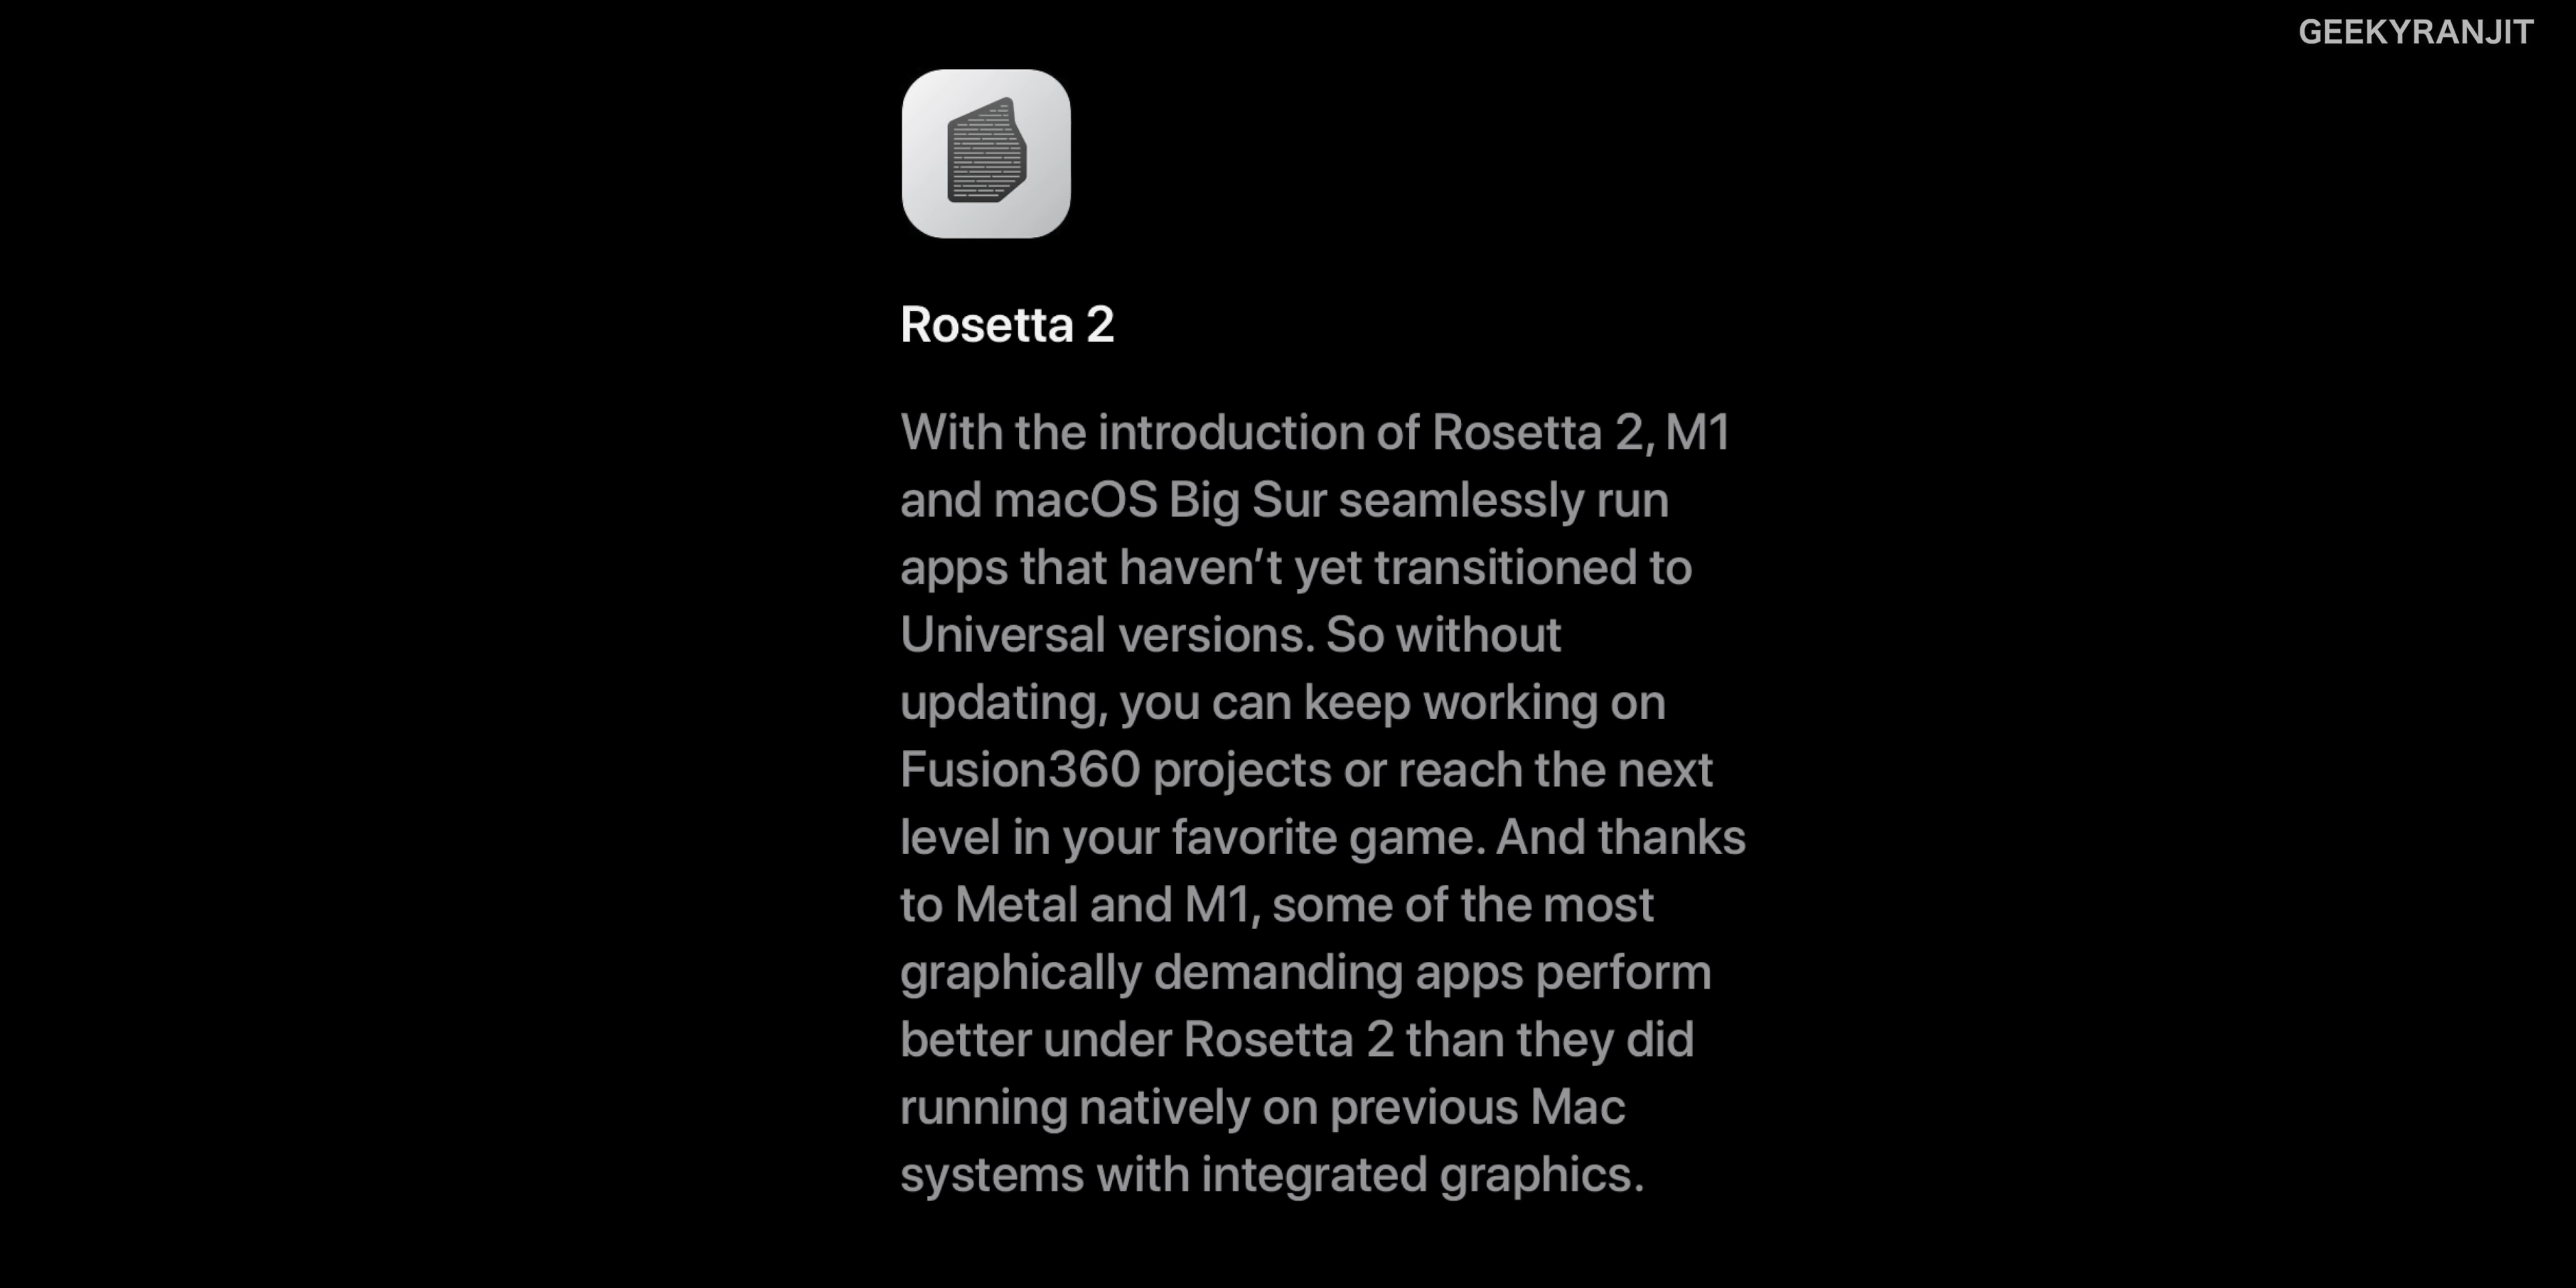 GEEKYRANJIT
Rosetta 2
With the introduction of Rosetta 2, M1
and macOS Big Sur seamlessly run
apps that haven’t yet transitioned to
Universal versions. So without
updating, you can keep working on
Fusion360 projects or reach the next
level in your favorite game. And thanks
to Metal and M1, some of the most
graphically demanding apps perform
better under Rosetta 2 than they did
running natively on previous Mac
systems with integrated graphics.